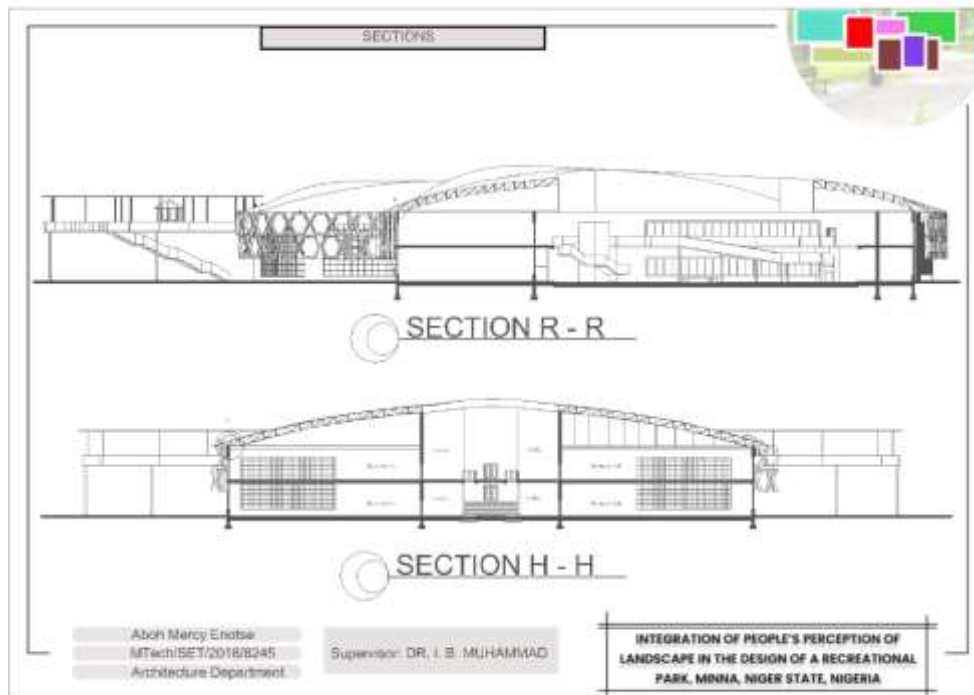 SECTIONS
SECTION R - R
SECTION H - H
Aboh Mercy Eriotse
MTech/SET/2018/8245
Architecture Department
Supervisor: DR. I. B. MUHAMMAD
INTEGRATION OF PEOPLE'S PERCEPTION OF
LANDSCAPE IN THE DESIGN OF A RECREATIONAL
PARK, MINNA, NIGER STATE, NIGERIA